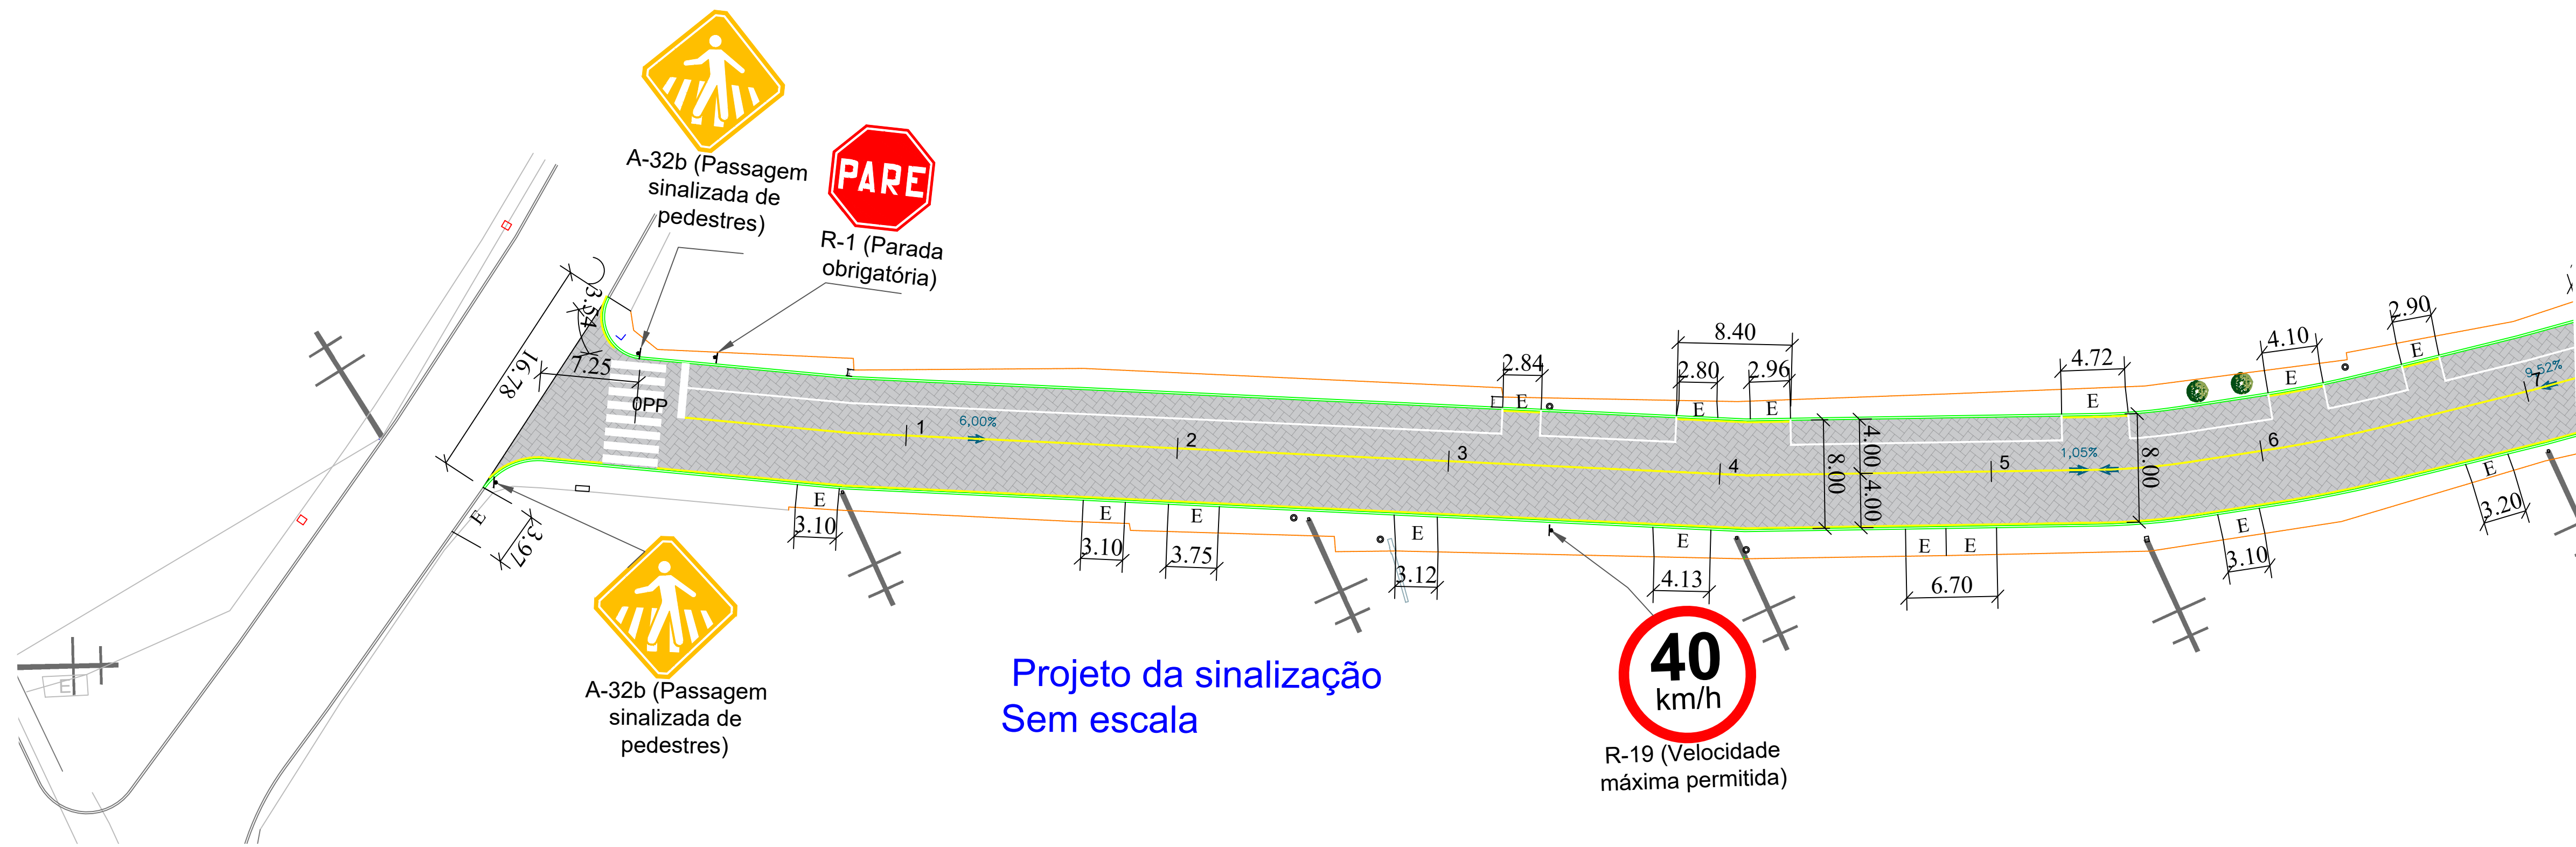 A-32b (Passagem
sinalizada de
pedestres)
PARE
R-1 (Parada
obrigatória)
3.54
16.78
7.25
0PP
1
6,00%
2
3
4
5
1,05%
6
7
9,52%
2.84
E
8.40
2.80
2.96
E
E
4.72
E
4.10
E
2.90
E
8.00
4.00
4.00
8.00
E
3.97
E
3.10
E
3.10
E
3.75
E
3.12
E
4.13
E
E
6.70
E
3.10
E
3.20
A-32b (Passagem
sinalizada de
pedestres)
Projeto da sinalização
Sem escala
40
km/h
R-19 (Velocidade
máxima permitida)
E